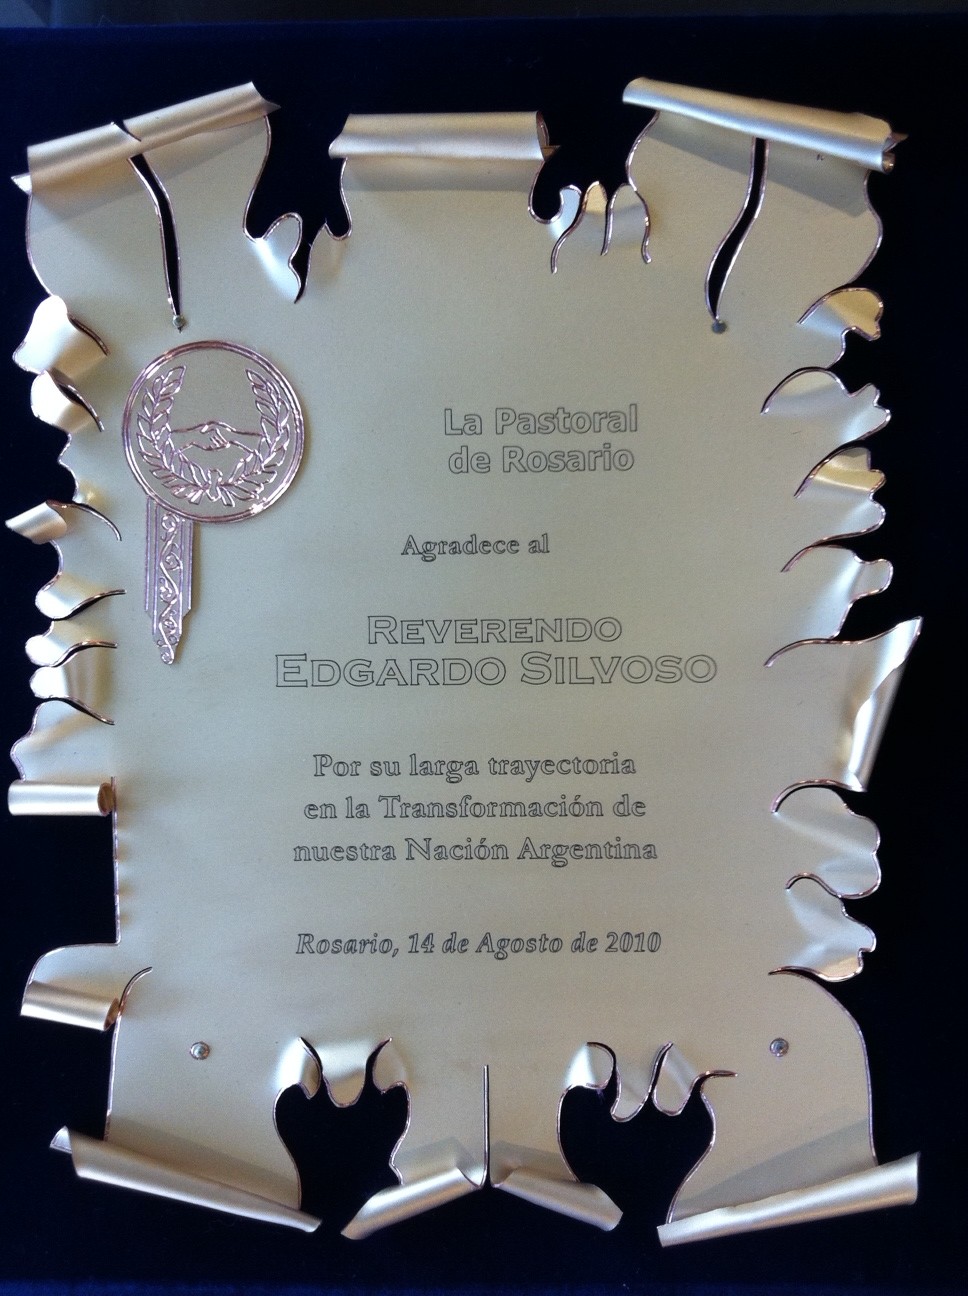 La Pastoral
de Rosario
Agradece al
REVERENDO
EDGARDO SILVOSO
Por su larga trayectoria
en la Transformación de
nuestra Nación Argentina
Rosario, 14 de Agosto de 2010